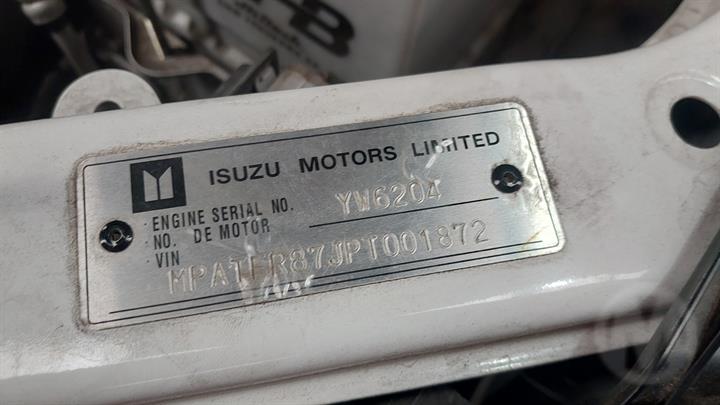 ISUZU MOTORS LIMITED
ENGINE SERIAL NO. YW6204
NO. DE MOTOR
VIN MPATFR87JPT001872